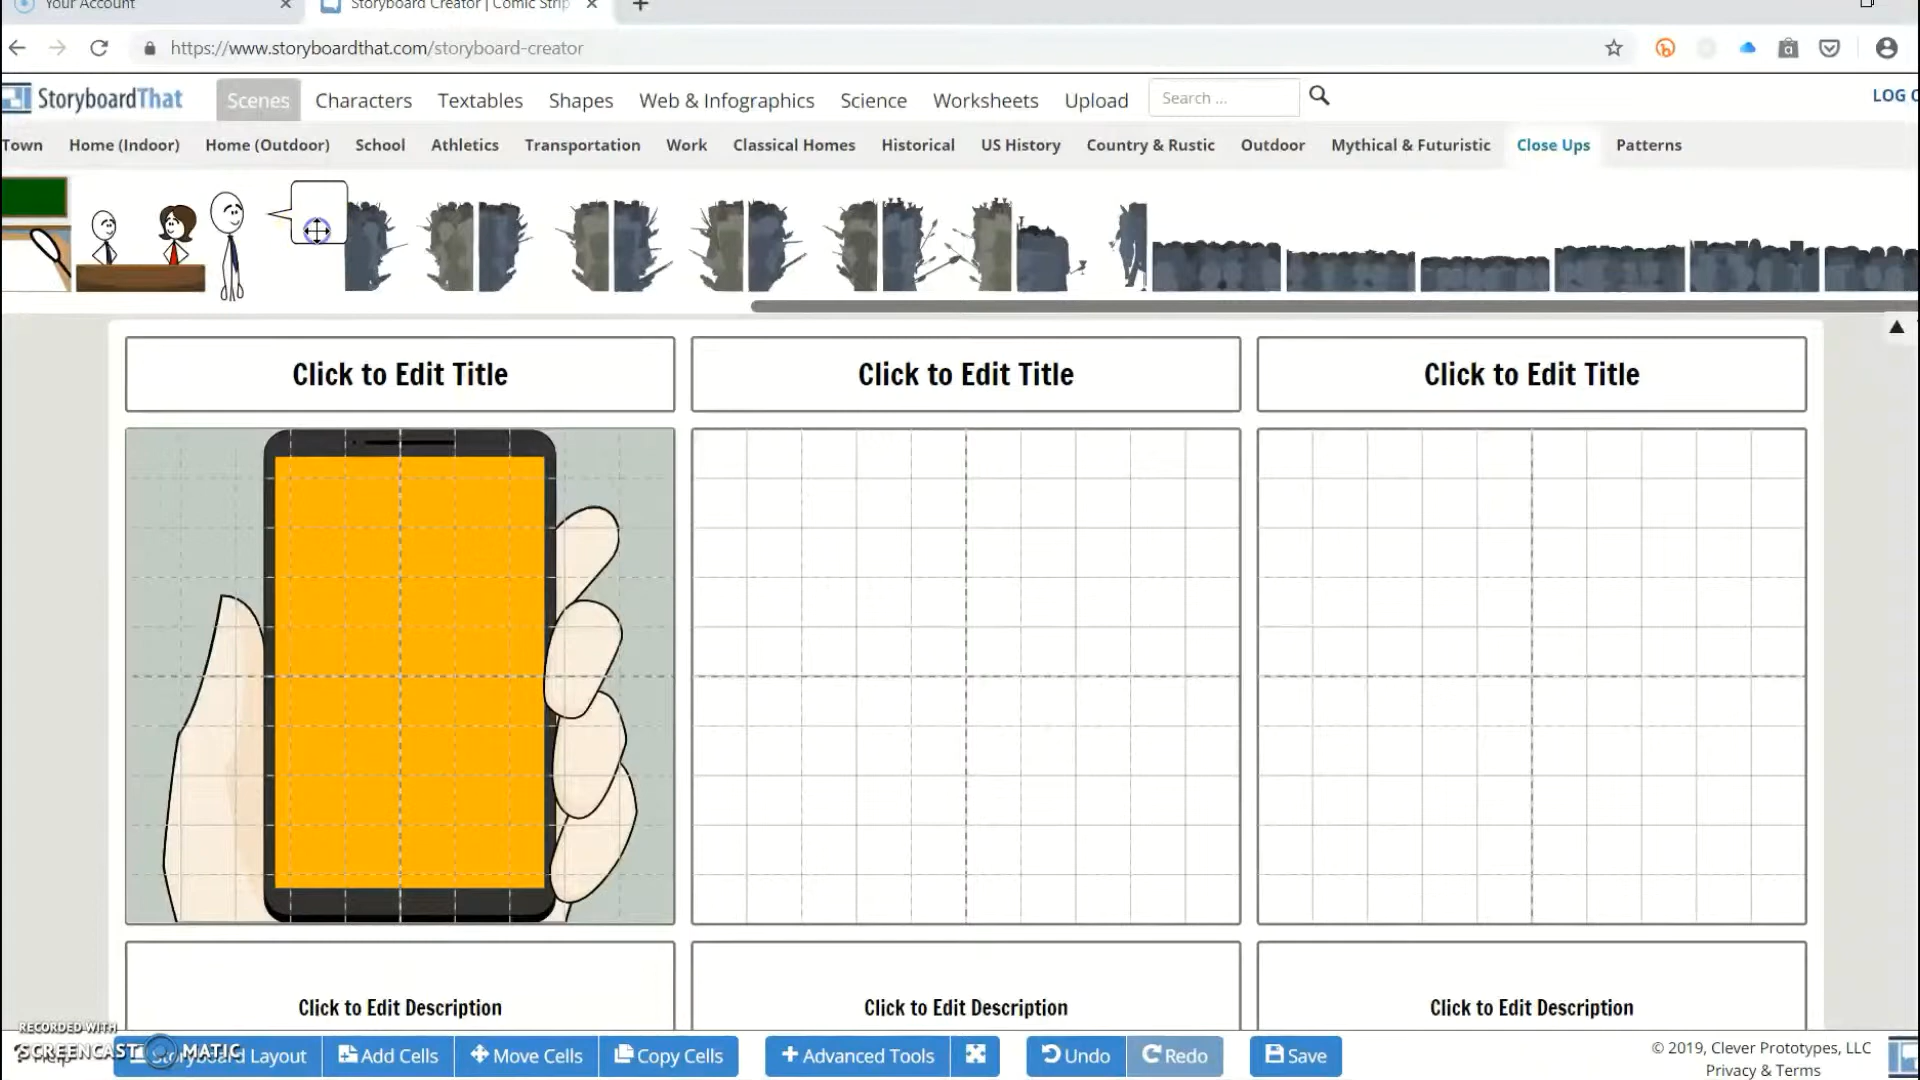 Your Account
Storyboard Creator | Comic Strip
https://www.storyboardthat.com/storyboard-creator
StoryboardThat
Scenes
Characters
Textables
Shapes
Web & Infographics
Science
Worksheets
Upload
Search ...
LOG
Town
Home (Indoor)
Home (Outdoor)
School
Athletics
Transportation
Work
Classical Homes
Historical
US History
Country & Rustic
Outdoor
Mythical & Futuristic
Close Ups
Patterns
Click to Edit Title
Click to Edit Title
Click to Edit Title
Click to Edit Description
Click to Edit Description
Click to Edit Description
RECORDED WITH
SCREENCAST MATIC
Help
Storyboard Layout
Add Cells
Move Cells
Copy Cells
Advanced Tools
Undo
Redo
Save
© 2019, Clever Prototypes, LLC
Privacy & Terms